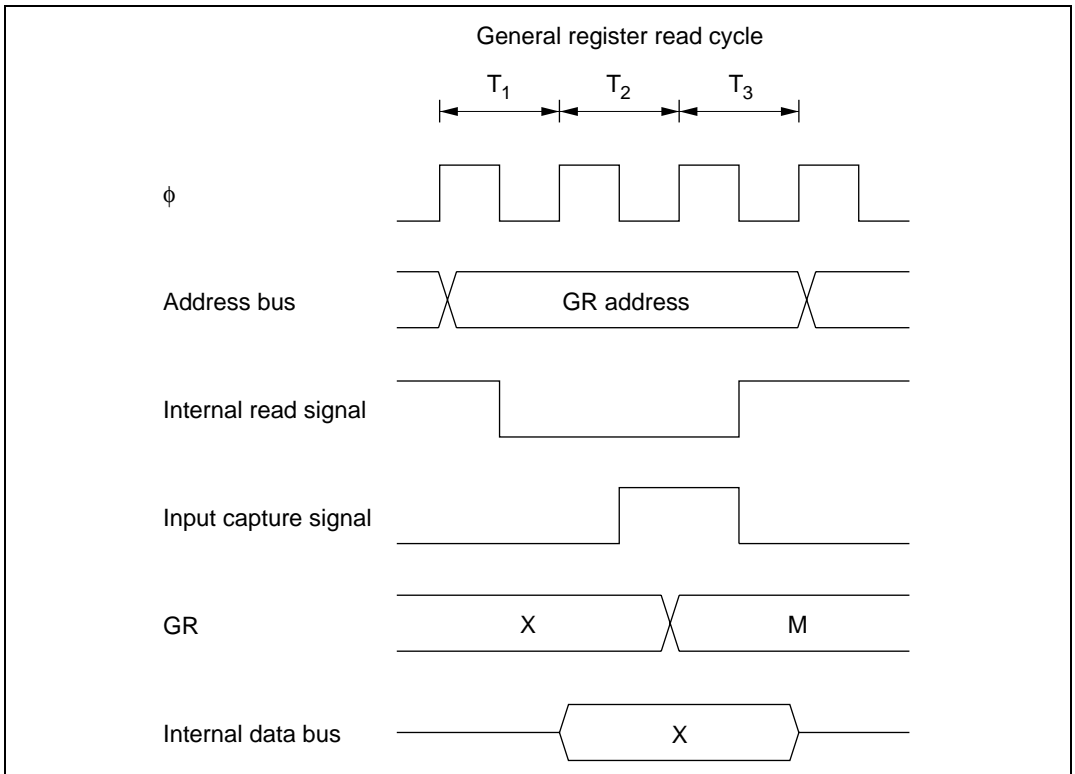 General register read cycle
T1 T2 T3
ϕ
Address bus GR address
Internal read signal
Input capture signal
GR X M
Internal data bus X